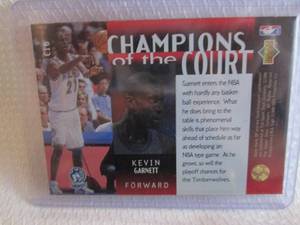 CHAMPIONS
of the COURT
Garnett enters the NBA
with hardly any basket-
ball experience. What
he does bring to the
table is phenomenal
skills that place him way
ahead of schedule as far
as developing an
NBA type game. As he
grows, so will the
playoff chances for
the Timberwolves.
KEVIN
GARNETT
FORWARD